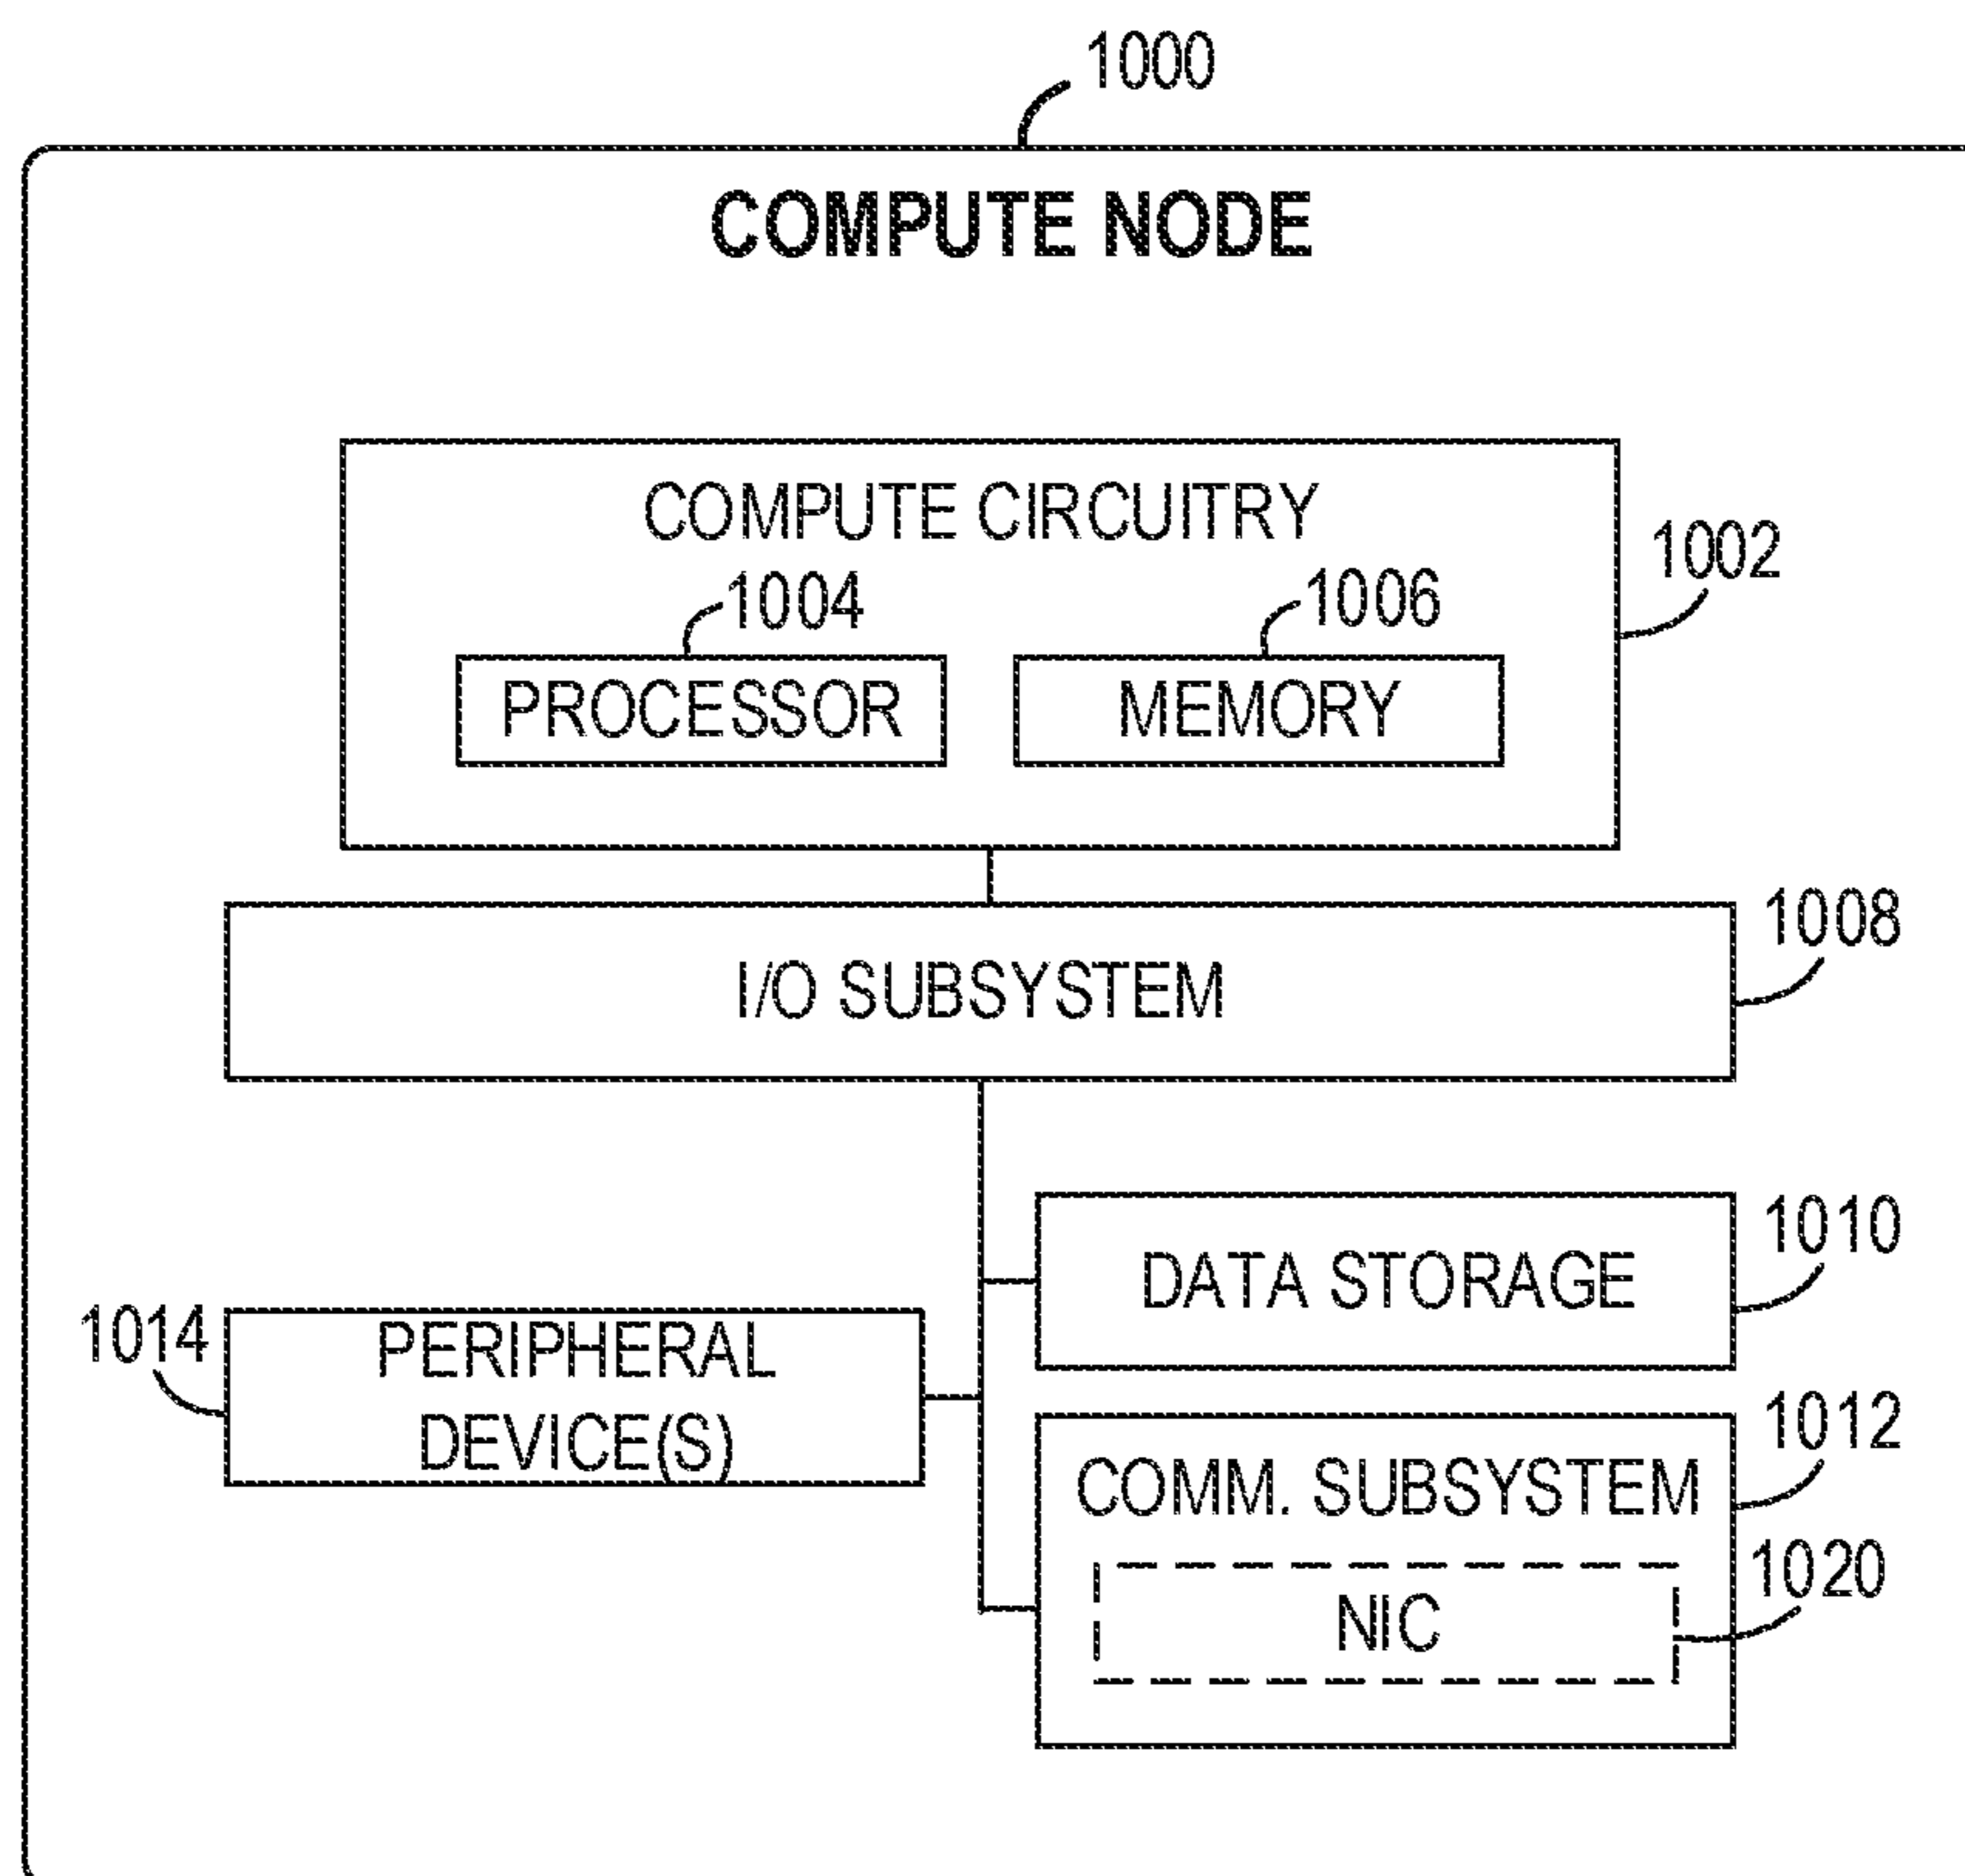 1000
COMPUTE NODE
COMPUTE CIRCUITRY
1002
1004
1006
PROCESSOR
MEMORY
1008
I/O SUBSYSTEM
1010
DATA STORAGE
1014
PERIPHERAL
DEVICE(S)
1012
COMM. SUBSYSTEM
1020
NIC